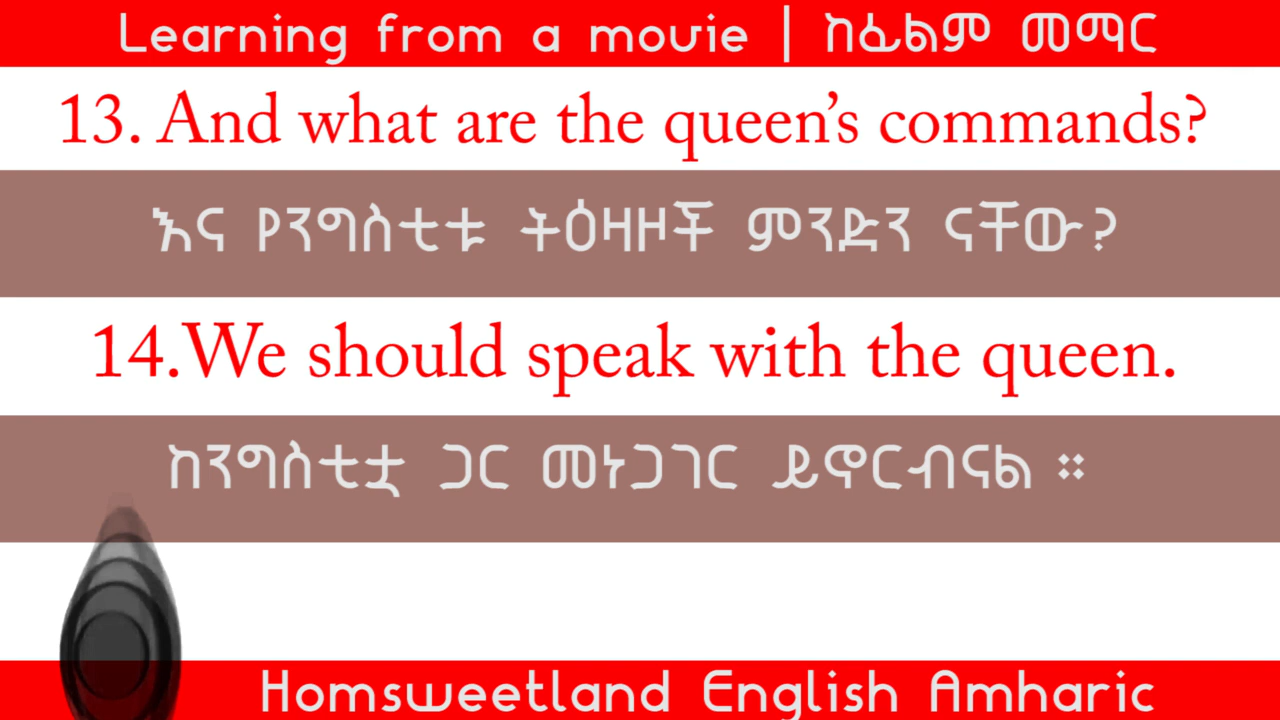 Learning from a movie | ከፊልም መማር
13. And what are the queen’s commands?
እና የንግስቲቱ ትዕዛዞች ምንድን ናቸው?
14.We should speak with the queen.
ከንግስቲቷ ጋር መነጋገር ይኖርብናል ።
Homsweetland English Amharic